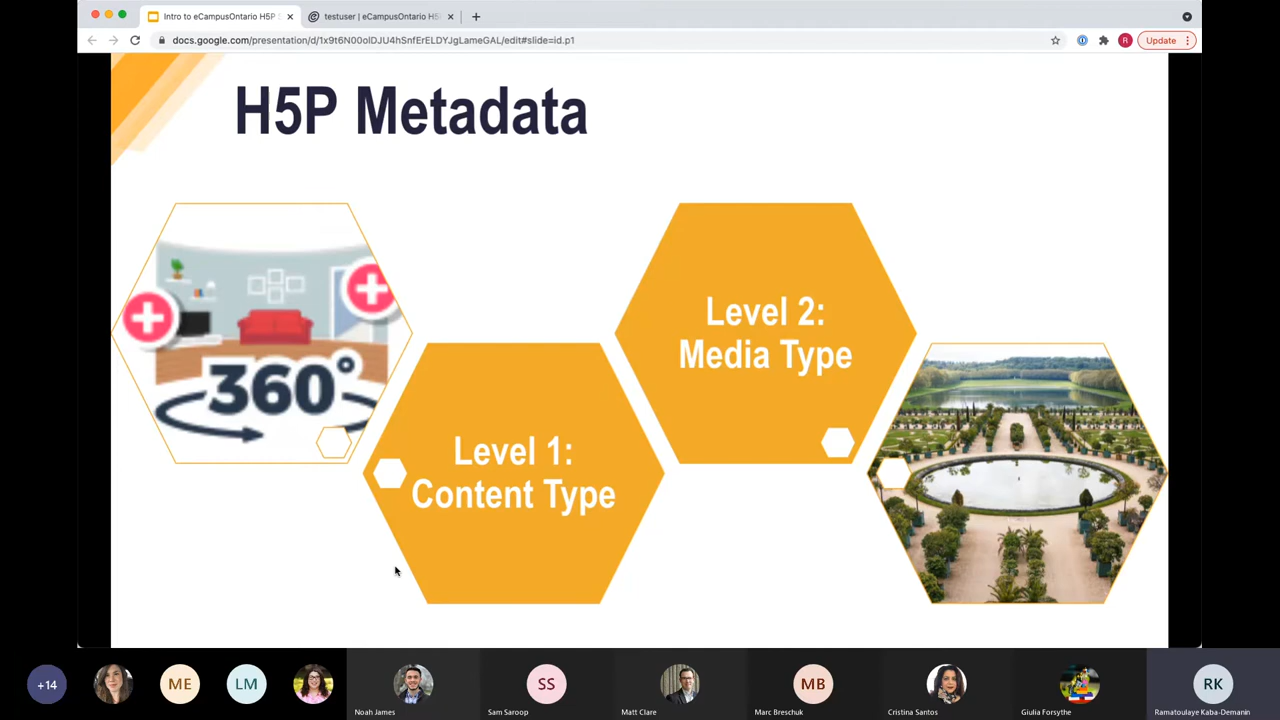 Intro to eCampusOntario H5P
testuser | eCampusOntario H5P
docs.google.com/presentation/d/1x9t6N00olDJU4hSnfErELDYJgLameGAL/edit#slide=id.p1
R
Update
H5P Metadata
360°
Level 1:
Content Type
Level 2:
Media Type
+14
ME
LM
Noah James
SS
Sam Saroop
Matt Clare
MB
Marc Breschuk
Cristina Santos
Giulia Forsythe
RK
Ramatoulaye Kaba-Demanin